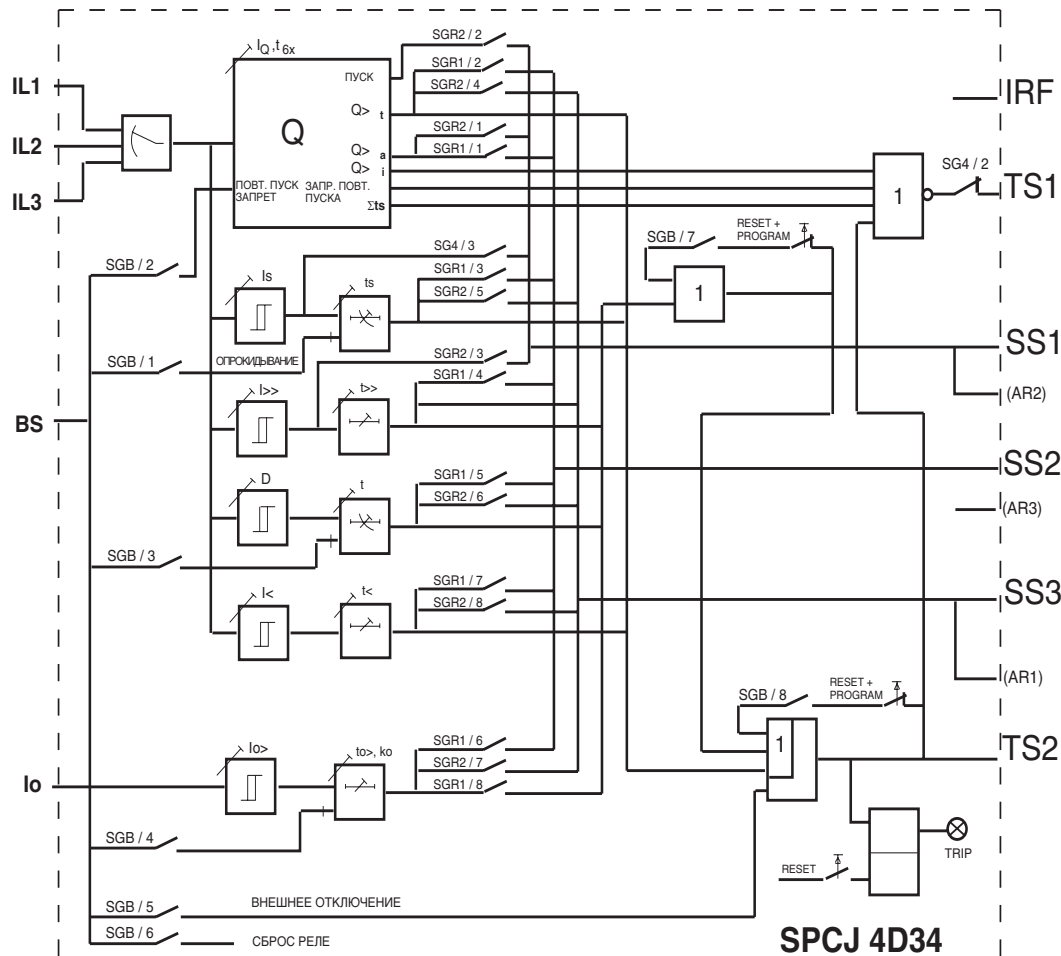 IQ ,t6x
SGR2 / 2
ПУСК
SGR1 / 2
SGR2 / 4
IL1
IRF
Q
Q> t
SGR2 / 1
IL2
Q> a
SGR1 / 1
Q> i
SG4 / 2
ПОВТ. ПУСК
ЗАПРЕТ
ЗАПР. ПОВТ.
ПУСКА
1
TS1
IL3
Σts
SGB / 7
RESET +
PROGRAM
SG4 / 3
SGB / 2
Is
ts
SGR1 / 3
SGR2 / 5
1
SGB / 1
ОПРОКИДЫВАНИЕ
SGR2 / 3
SS1
I>>
t>>
SGR1 / 4
(AR2)
BS
SS2
D
t
SGR1 / 5
SGR2 / 6
(AR3)
SGB / 3
I<
t<
SGR1 / 7
SGR2 / 8
SS3
RESET +
PROGRAM
(AR1)
SGB / 8
Io>
to>, ko
SGR1 / 6
1
TS2
Io
SGR2 / 7
SGR1 / 8
SGB / 4
TRIP
RESET
SGB / 5
ВНЕШНЕЕ ОТКЛЮЧЕНИЕ
SGB / 6
СБРОС РЕЛЕ
SPCJ 4D34